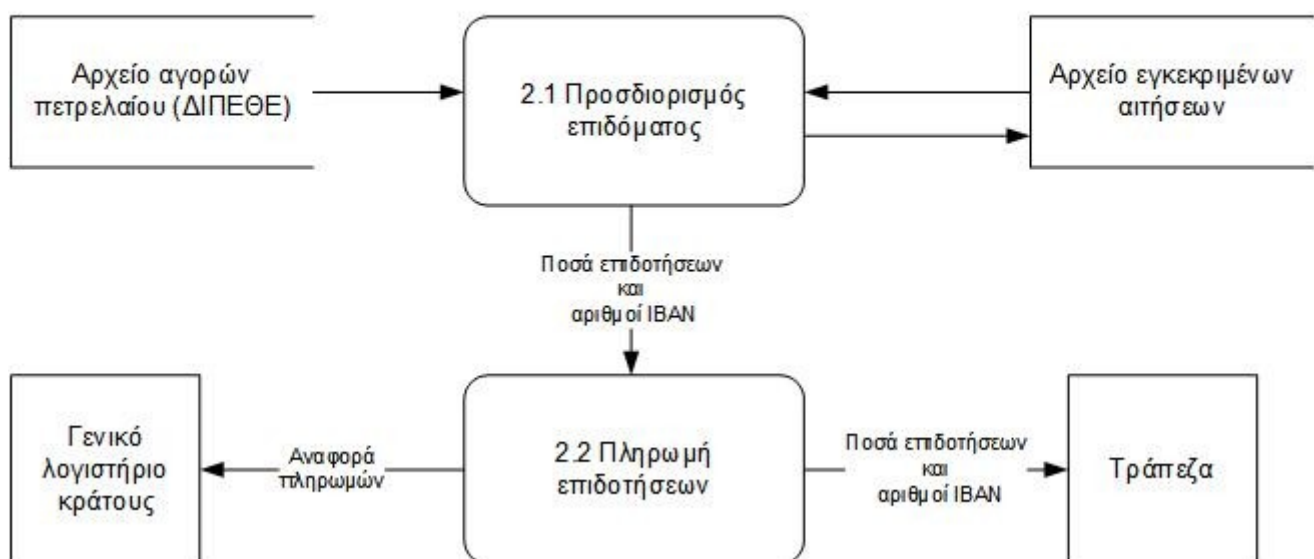 Αρχείο αγορών
πετρελαίου (ΔΙΠΕΘΕ)
2.1 Προσδιορισμός
επιδόματος
Αρχείο εγκεκριμένων
αιτήσεων
Ποσά επιδοτήσεων
και
αριθμοί IBAN
Γενικό
λογιστήριο
κράτους
Αναφορά
πληρωμών
2.2 Πληρωμή
επιδοτήσεων
Ποσά επιδοτήσεων
και
αριθμοί IBAN
Τράπεζα